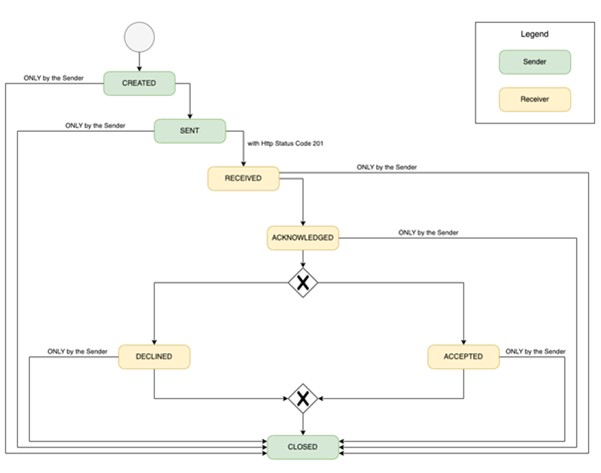 Legend
Sender
Receiver
ONLY by the Sender
CREATED
ONLY by the Sender
SENT
with Http Status Code 201
RECEIVED
ONLY by the Sender
ACKNOWLEDGED
ONLY by the Sender
X
ONLY by the Sender
DECLINED
ACCEPTED
ONLY by the Sender
X
CLOSED